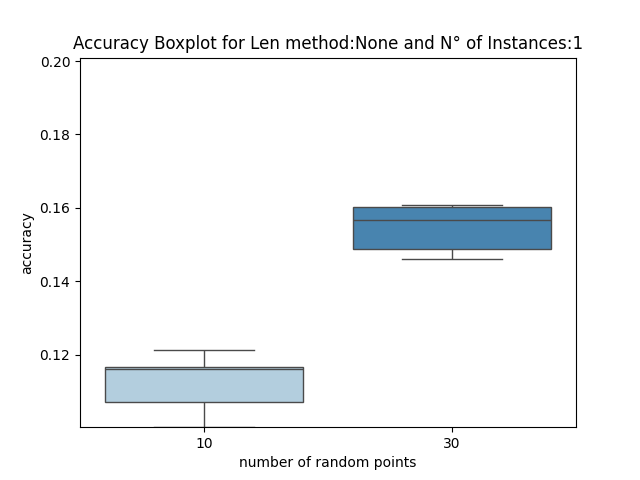 Accuracy Boxplot for Len method:None and N° of Instances:1
0.20
0.18
0.16
0.14
0.12
accuracy
10 30
number of random points